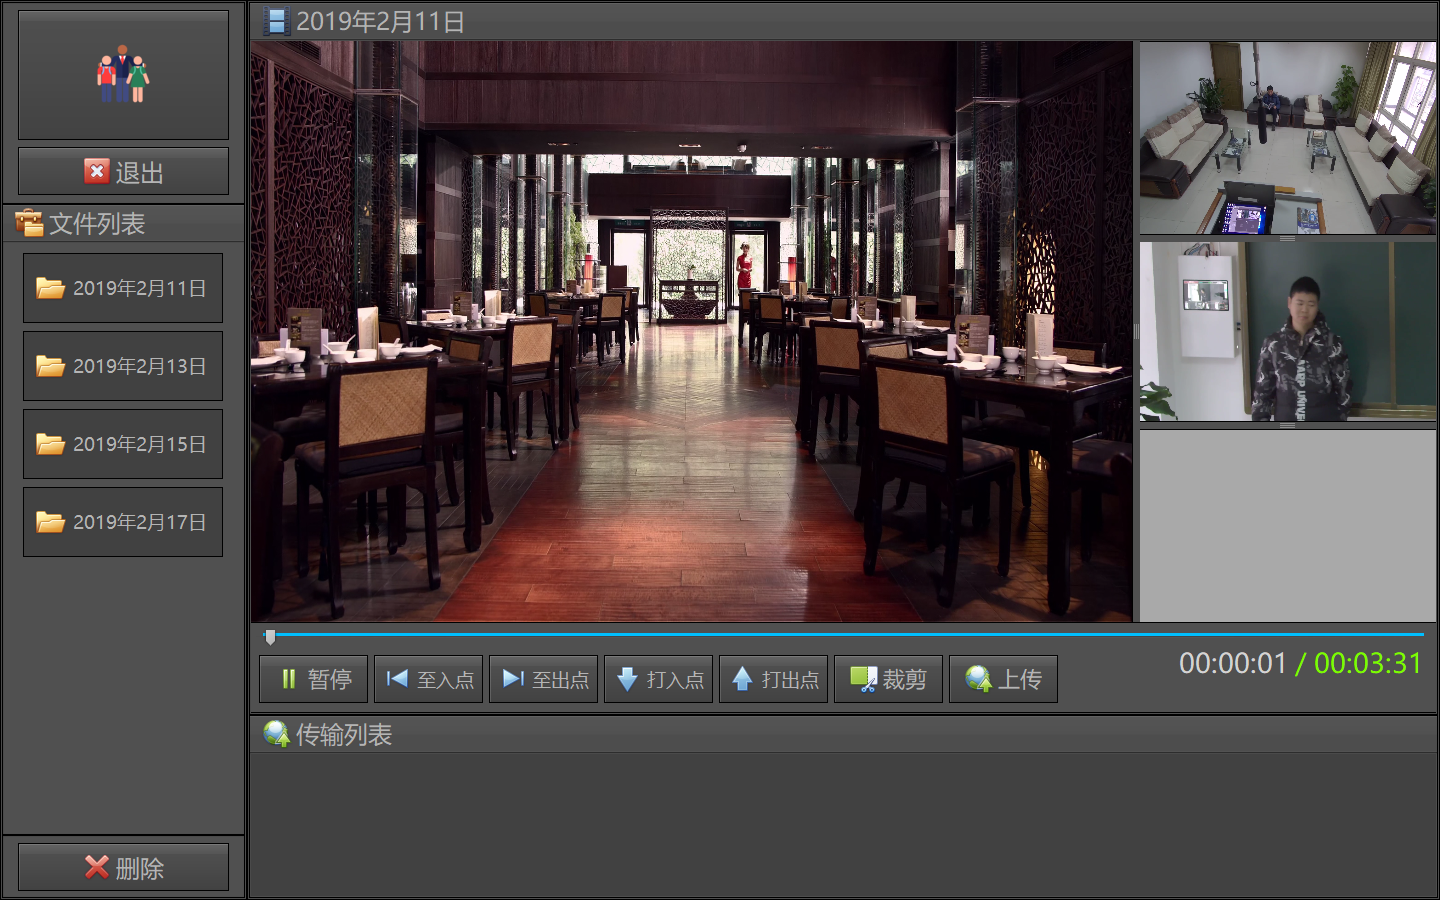 2019年2月11日
退出
文件列表
2019年2月11日
2019年2月13日
2019年2月15日
2019年2月17日
删除
00:00:01 / 00:03:31
暂停
至入点
至出点
打入点
打出点
裁剪
上传
传输列表